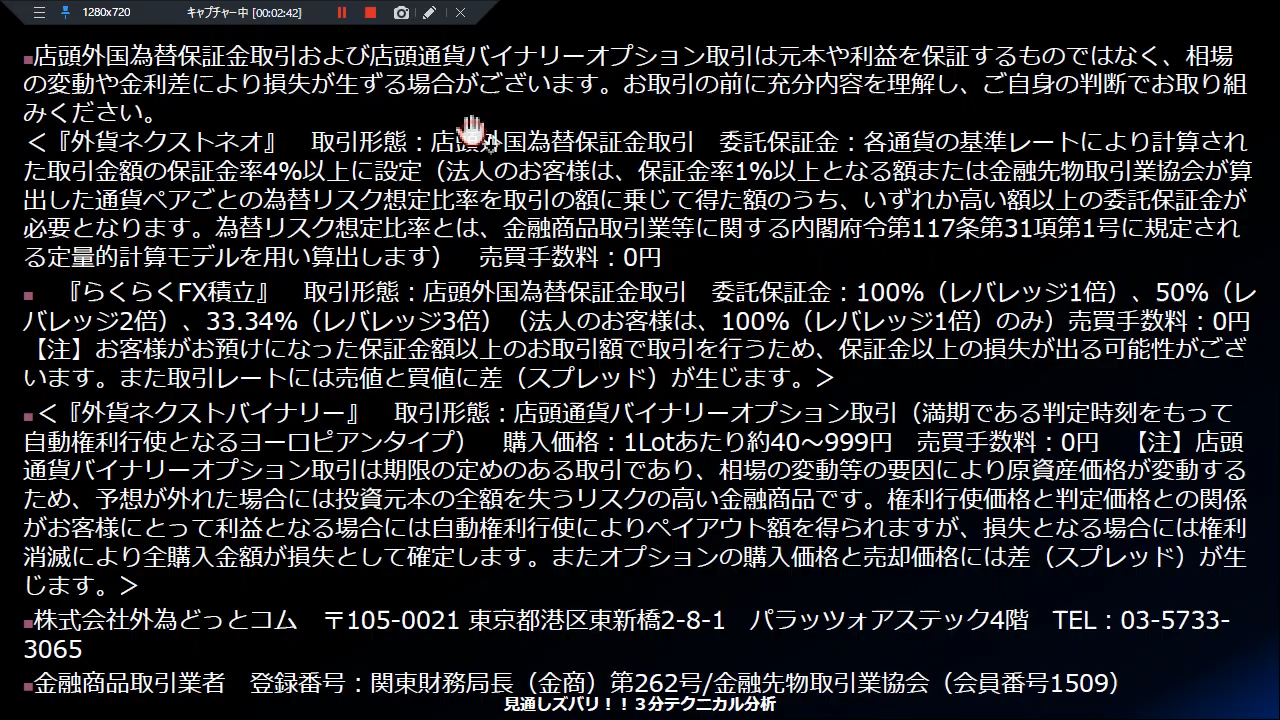 1280x720 キャプチャー中 [00:02:42]
■店頭外国為替保証金取引および店頭通貨バイナリーオプション取引は元本や利益を保証するものではなく、相場
の変動や金利差により損失が生ずる場合がございます。お取引の前に充分内容を理解し、ご自身の判断でお取り組
みください。
＜『外貨ネクストネオ』　取引形態：店頭外国為替保証金取引　委託保証金：各通貨の基準レートにより計算され
た取引金額の保証金率4%以上に設定（法人のお客様は、保証金率1%以上となる額または金融先物取引業協会が算
出した通貨ペアごとの為替リスク想定比率を取引の額に乗じて得た額のうち、いずれか高い額以上の委託保証金が
必要となります。為替リスク想定比率とは、金融商品取引業等に関する内閣府令第117条第31項第1号に規定され
る定量的計算モデルを用い算出します）　売買手数料：0円
■　『らくらくFX積立』　取引形態：店頭外国為替保証金取引　委託保証金：100%（レバレッジ1倍）、50%（レ
バレッジ2倍）、33.34%（レバレッジ3倍）（法人のお客様は、100%（レバレッジ1倍）のみ）売買手数料：0円
【注】お客様がお預けになった保証金額以上のお取引額で取引を行うため、保証金以上の損失が出る可能性がござ
います。また取引レートには売値と買値に差（スプレッド）が生じます。＞
■＜『外貨ネクストバイナリー』　取引形態：店頭通貨バイナリーオプション取引（満期である判定時刻をもって
自動権利行使となるヨーロピアンタイプ）　購入価格：1Lotあたり約40～999円　売買手数料：0円　【注】店頭
通貨バイナリーオプション取引は期限の定めのある取引であり、相場の変動等の要因により原資産価格が変動する
ため、予想が外れた場合には投資元本の全額を失うリスクの高い金融商品です。権利行使価格と判定価格との関係
がお客様にとって利益となる場合には自動権利行使によりペイアウト額を得られますが、損失となる場合には権利
消滅により全購入金額が損失として確定します。またオプションの購入価格と売却価格には差（スプレッド）が生
じます。＞
■株式会社外為どっとコム　〒105-0021 東京都港区東新橋2-8-1　パラッツォアステック4階　TEL：03-5733-
3065
■金融商品取引業者　登録番号：関東財務局長（金商）第262号/金融先物取引業協会（会員番号1509）
見通しズバリ！！３分テクニカル分析